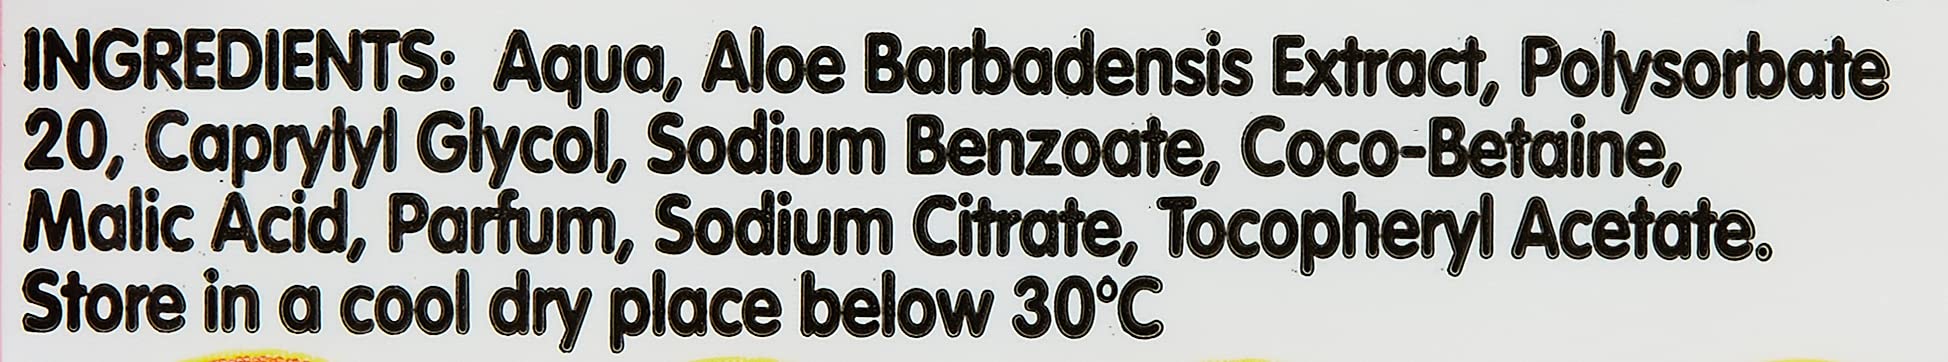 INGREDIENTS: Aqua, Aloe Barbadensis Extract, Polysorbate
20, Caprylyl Glycol, Sodium Benzoate, Coco-Betaine,
Malic Acid, Parfum, Sodium Citrate, Tocopheryl Acetate.
Store in a cool dry place below 30°C